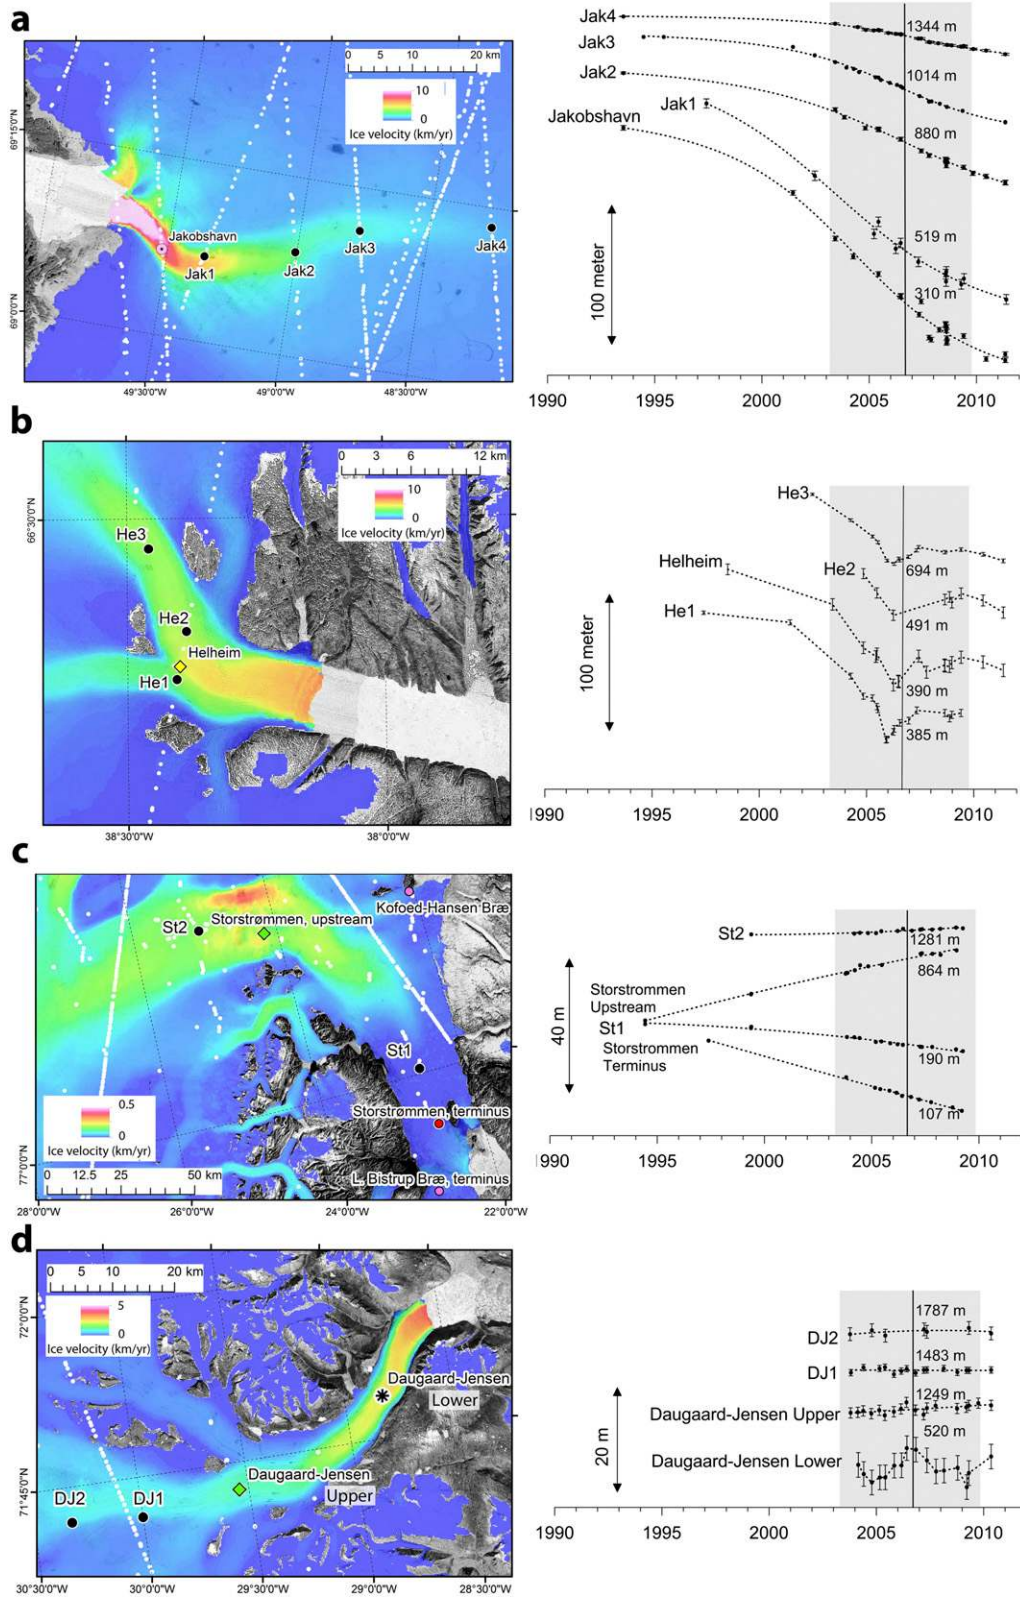 a
0 5 10 20 km
10
0
Ice velocity (km/yr)
69°15'0"N
69°0'0"N
Jakobshavn
Jak1
Jak2
Jak3
Jak4
49°30'0"W
49°0'0"W
48°30'0"W
Jak4
Jak3
Jak2
Jak1
Jakobshavn
1344 m
1014 m
880 m
519 m
310 m
100 meter
1990 1995 2000 2005 2010
b
0 3 6 12 km
10
0
Ice velocity (km/yr)
66°30'0"N
He3
He2
Helheim
He1
38°30'0"W
38°0'0"W
He3
Helheim
He2
He1
694 m
491 m
390 m
385 m
100 meter
1990 1995 2000 2005 2010
c
Kofoed-Hansen Bræ
St2
Storstrømmen, upstream
St1
Storstrømmen, terminus
L. Bistrup Bræ, terminus
0.5
0
Ice velocity (km/yr)
0 12.5 25 50 km
77°0'0"N
28°0'0"W
26°0'0"W
24°0'0"W
22°0'0"W
St2
1281 m
864 m
Storstrommen
Upstream
St1
Storstrommen
Terminus
190 m
107 m
40 m
1990 1995 2000 2005 2010
d
0 5 10 20 km
5
0
Ice velocity (km/yr)
72°0'0"N
71°45'0"N
Daugaard-Jensen
Lower
Daugaard-Jensen
Upper
DJ2
DJ1
30°30'0"W
30°0'0"W
29°30'0"W
29°0'0"W
28°30'0"W
1787 m
DJ2
1483 m
DJ1
1249 m
Daugaard-Jensen Upper
520 m
Daugaard-Jensen Lower
20 m
1990 1995 2000 2005 2010